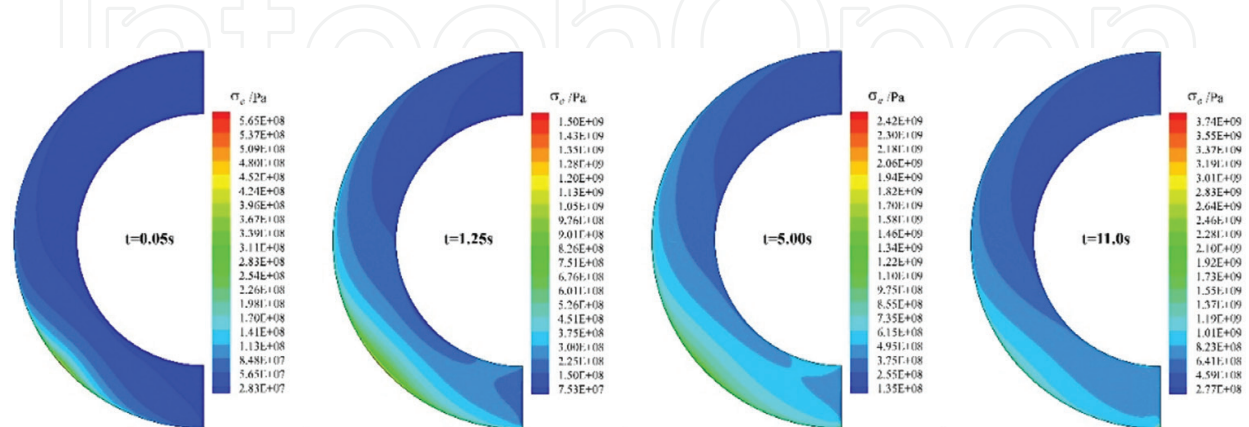 IntechOpen
σe /Pa
5.65E+08
5.37E+08
5.09E+08
4.80E+08
4.52E+08
4.24E+08
3.96E+08
3.67E+08
3.39E+08
3.11E+08
2.83E+08
2.54E+08
2.26E+08
1.98E+08
1.70E+08
1.41E+08
1.13E+08
8.48E+07
5.65E+07
2.83E+07
t=0.05s
σe /Pa
1.50E+09
1.43E+09
1.35E+09
1.28E+09
1.20E+09
1.13E+09
1.05E+09
9.76E+08
9.01E+08
8.26E+08
7.51E+08
6.76E+08
6.01E+08
5.26E+08
4.51E+08
3.75E+08
3.00E+08
2.25E+08
1.50E+08
7.53E+07
t=1.25s
σe /Pa
2.42E+09
2.30E+09
2.18E+09
2.06E+09
1.94E+09
1.82E+09
1.70E+09
1.58E+09
1.46E+09
1.34E+09
1.22E+09
1.10E+09
9.75E+08
8.55E+08
7.35E+08
6.15E+08
4.95E+08
3.75E+08
2.55E+08
1.35E+08
t=5.00s
σe /Pa
3.74E+09
3.55E+09
3.37E+09
3.19E+09
3.01E+09
2.83E+09
2.64E+09
2.46E+09
2.28E+09
2.10E+09
1.92E+09
1.73E+09
1.55E+09
1.37E+09
1.19E+09
1.01E+09
8.23E+08
6.41E+08
4.59E+08
2.77E+08
t=11.0s